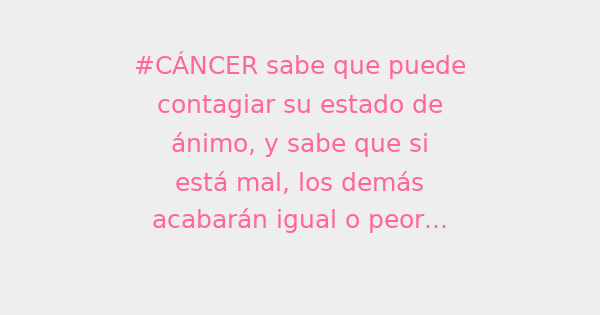 #CÁNCER sabe que puede
contagiar su estado de
ánimo, y sabe que si
está mal, los demás
acabarán igual o peor...